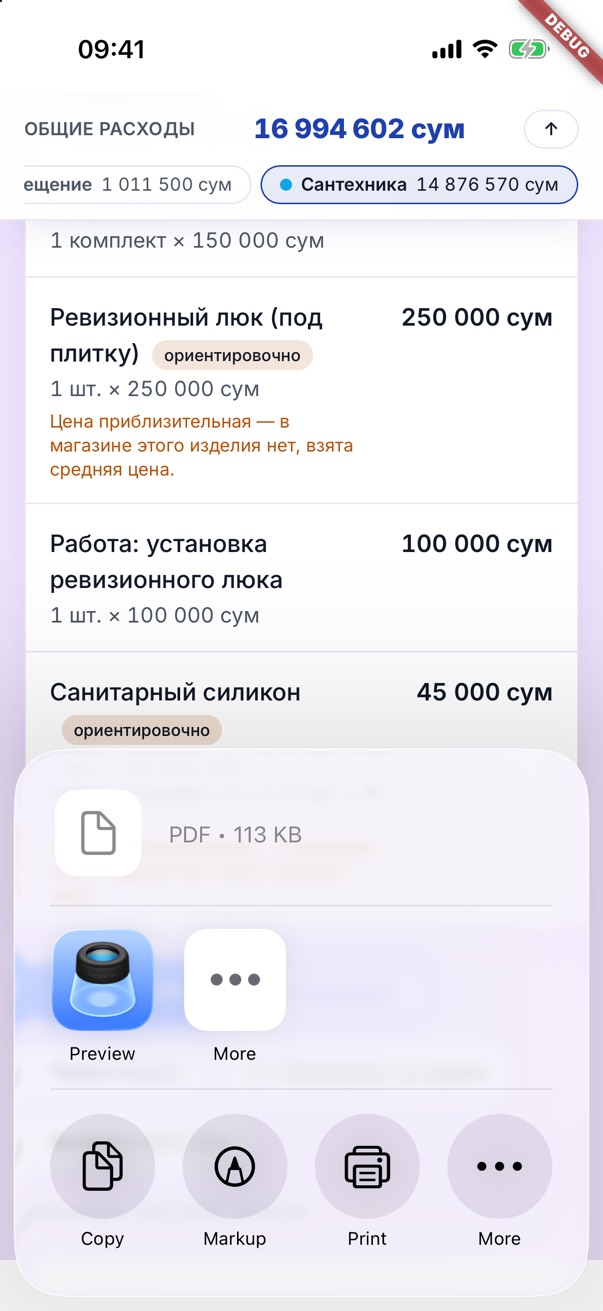 09:41
DEBUG
ОБЩИЕ РАСХОДЫ 16 994 602 сум
ещение 1 011 500 сум Сантехника 14 876 570 сум
1 комплект × 150 000 сум
Ревизионный люк (под 250 000 сум
плитку) ориентировочно
1 шт. × 250 000 сум
Цена приблизительная — в
магазине этого изделия нет, взята
средняя цена.
Работа: установка 100 000 сум
ревизионного люка
1 шт. × 100 000 сум
Санитарный силикон 45 000 сум
ориентировочно
PDF • 113 KB
Preview More
Copy Markup Print More